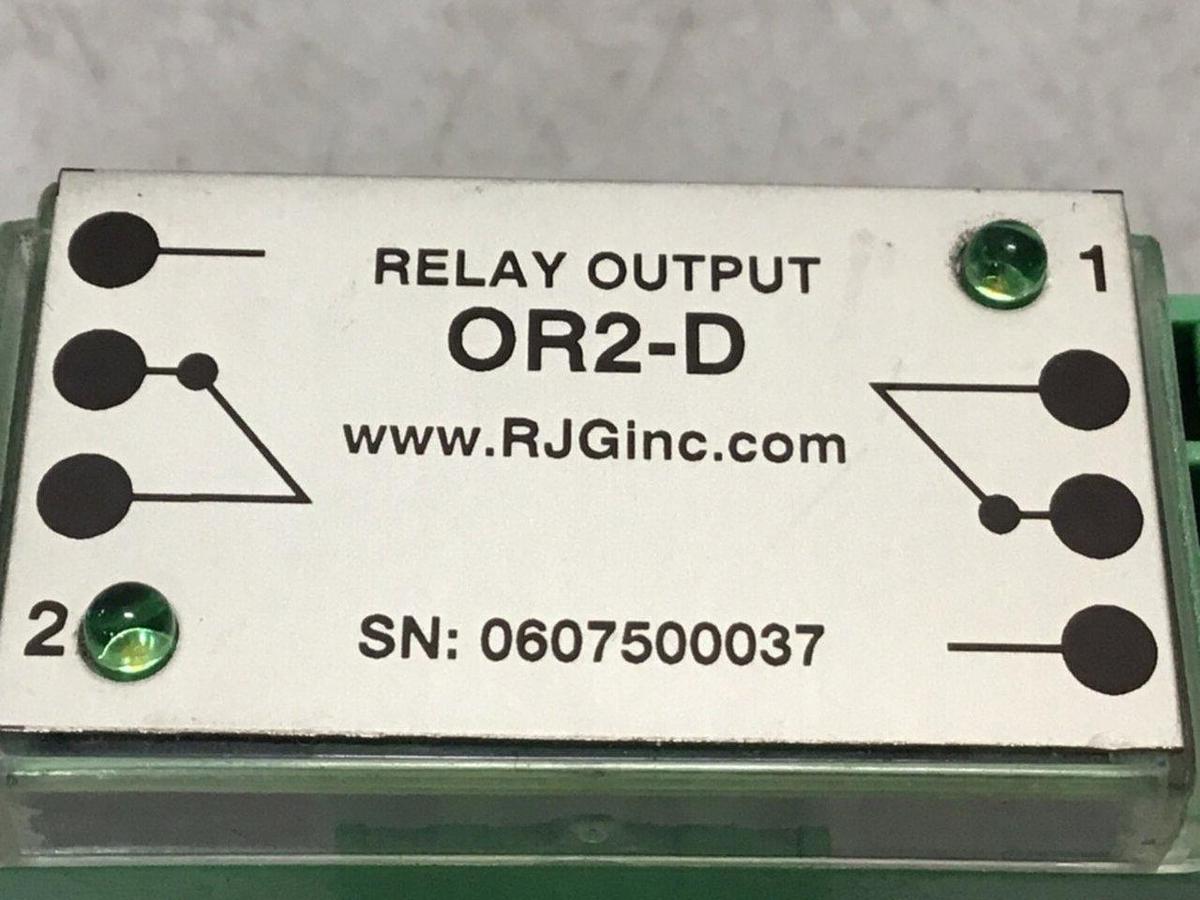 RELAY OUTPUT
1
OR2-D
www.RJGinc.com
2
SN: 0607500037